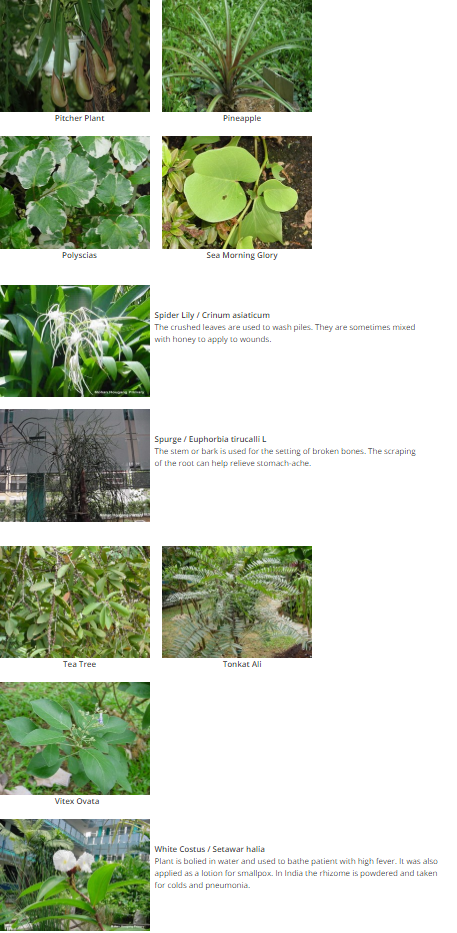 Pitcher Plant
Pineapple
Polyscias
Sea Morning Glory
Spider Lily / Crinum asiaticum
The crushed leaves are used to wash piles. They are sometimes mixed
with honey to apply to wounds.
Spurge / Euphorbia tirucalli L
The stem or bark is used for the setting of broken bones. The scraping
of the root can help relieve stomach-ache.
Tea Tree
Tonkat Ali
Vitex Ovata
White Costus / Setawar halia
Plant is bolied in water and used to bathe patient with high fever. It was also
applied as a lotion for smallpox. In India the rhizome is powdered and taken
for colds and pneumonia.